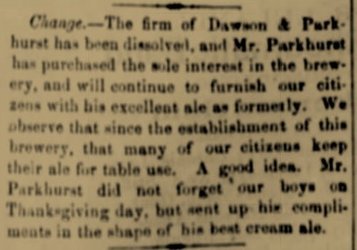 Change.—The firm of Dawson & Park-
hurst has been dissolved, and Mr. Parkhurst
has purchased the sole interest in the brew-
ery, and will continue to furnish our citi-
zens with his excellent ale as formerly. We
observe that since the establishment of this
brewery, that many of our citizens keep
their ale for table use. A good idea. Mr.
Parkhurst did not forget our boys on
Thanksgiving day, but sent up his compli-
ments in the shape of his best cream ale.